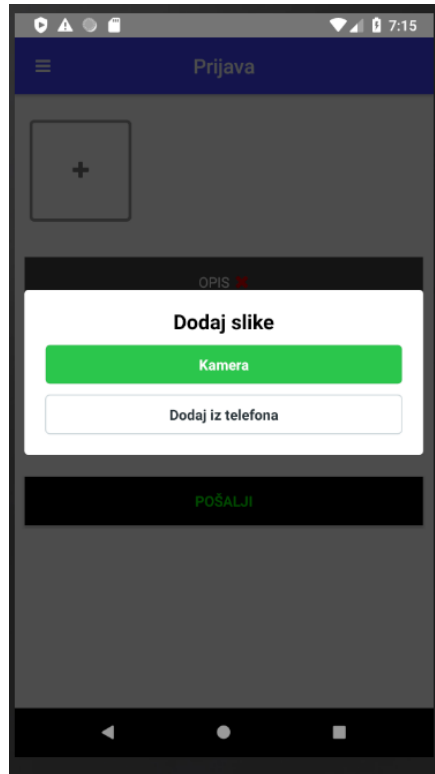 7:15
Prijava
+
OPIS
Dodaj slike
Kamera
Dodaj iz telefona
POŠALJI